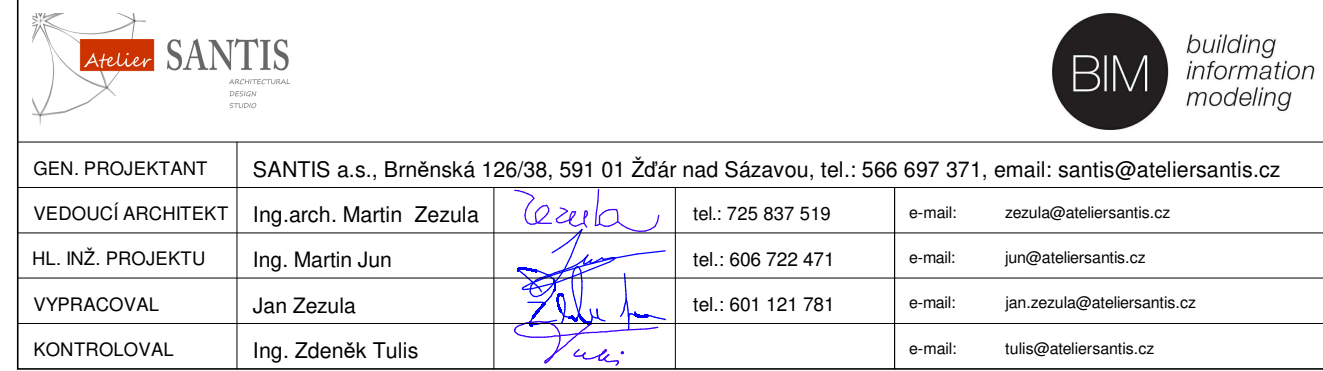 Atelier SANTIS
ARCHITECTURAL
DESIGN
STUDIO
BIM
building
information
modeling
GEN. PROJEKTANT SANTIS a.s., Brněnská 126/38, 591 01 Žďár nad Sázavou, tel.: 566 697 371, email: santis@ateliersantis.cz
VEDOUCÍ ARCHITEKT Ing.arch. Martin Zezula Zezula tel.: 725 837 519 e-mail: zezula@ateliersantis.cz
HL. INŽ. PROJEKTU Ing. Martin Jun Jun tel.: 606 722 471 e-mail: jun@ateliersantis.cz
VYPRACOVAL Jan Zezula tel.: 601 121 781 e-mail: jan.zezula@ateliersantis.cz
KONTROLOVAL Ing. Zdeněk Tulis Tulis e-mail: tulis@ateliersantis.cz